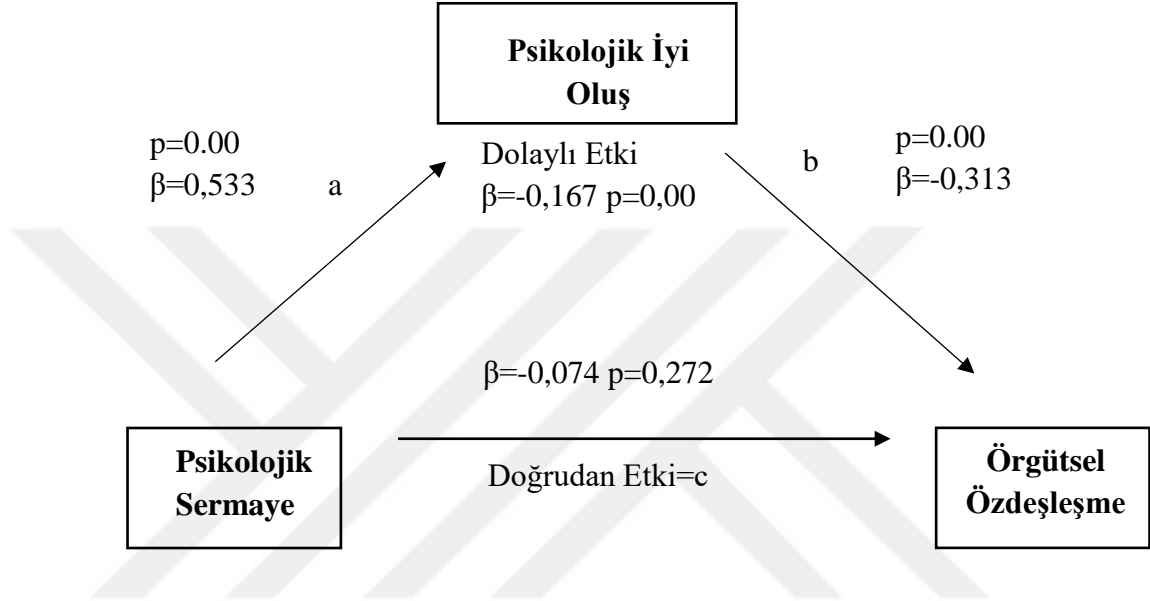 Psikolojik İyi
Oluş
p=0.00
β=0,533
a
Dolaylı Etki
β=-0,167 p=0,00
b
p=0.00
β=-0,313
β=-0,074 p=0,272
Doğrudan Etki=c
Psikolojik
Sermaye
Örgütsel
Özdeşleşme